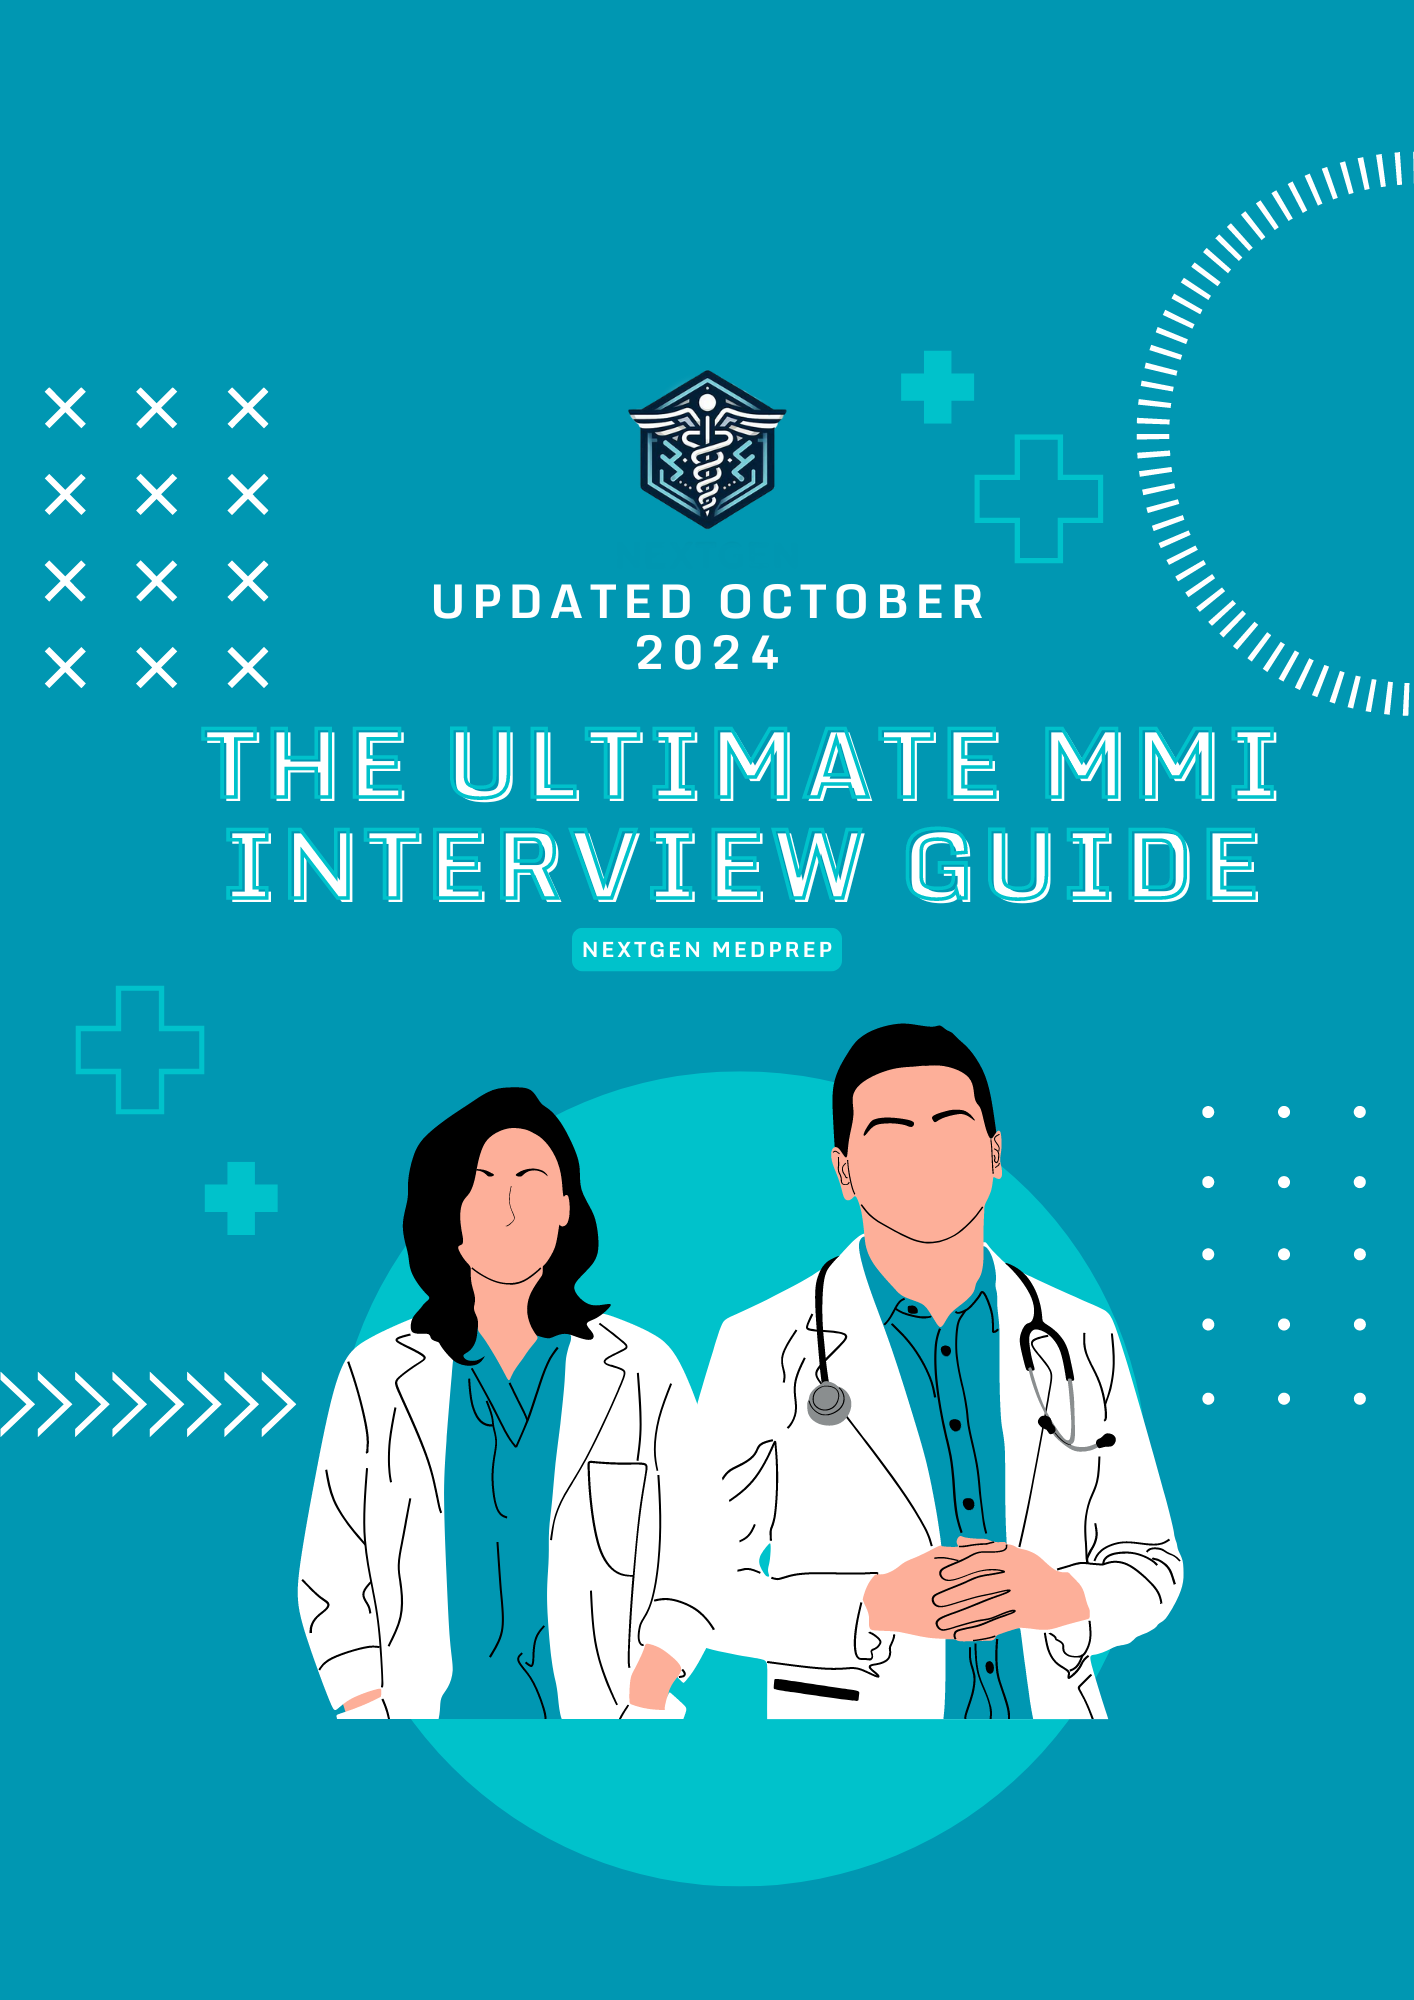 UPDATED OCTOBER
2024
THE ULTIMATE MMI
INTERVIEW GUIDE
NEXTGEN MEDPREP